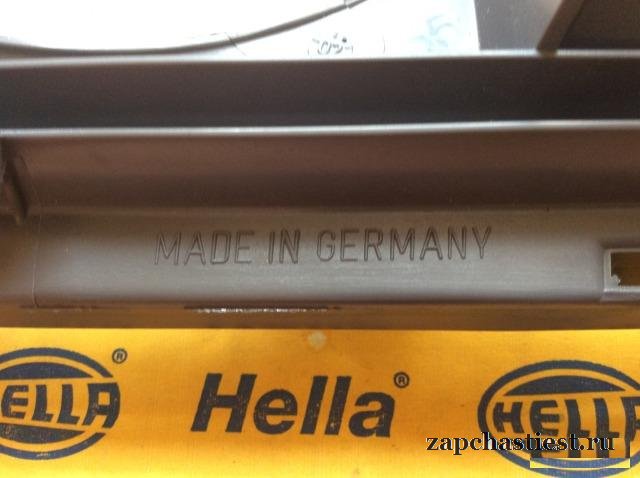 MADE IN GERMANY
HELLA ® Hella ® HELLA
zapchastiest.ru